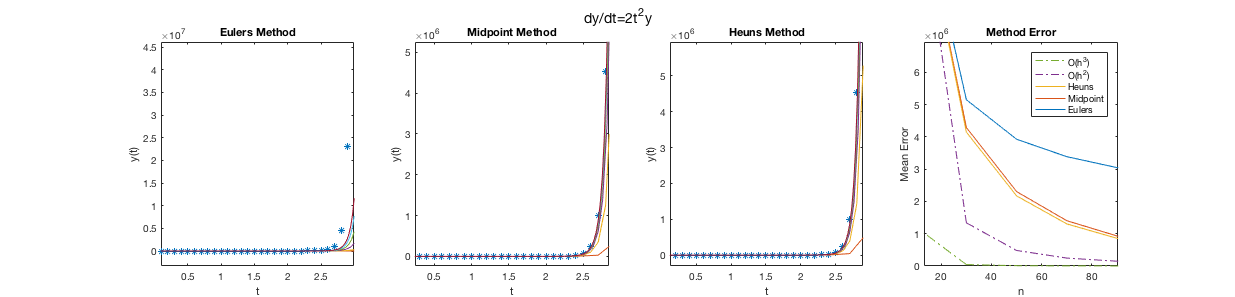 dy/dt=2t²y
Eulers Method
×10⁷
4.5
4
3.5
3
2.5
2
1.5
1
0.5
0
y(t)
0.5 1 1.5 2 2.5
t
Midpoint Method
×10⁶
5
4
3
2
1
0
y(t)
0.5 1 1.5 2 2.5
t
Heuns Method
×10⁶
5
4
3
2
1
0
y(t)
0.5 1 1.5 2 2.5
t
Method Error
×10⁶
6
5
4
3
2
1
0
Mean Error
20 40 60 80
n
O(h³)
O(h²)
Heuns
Midpoint
Eulers